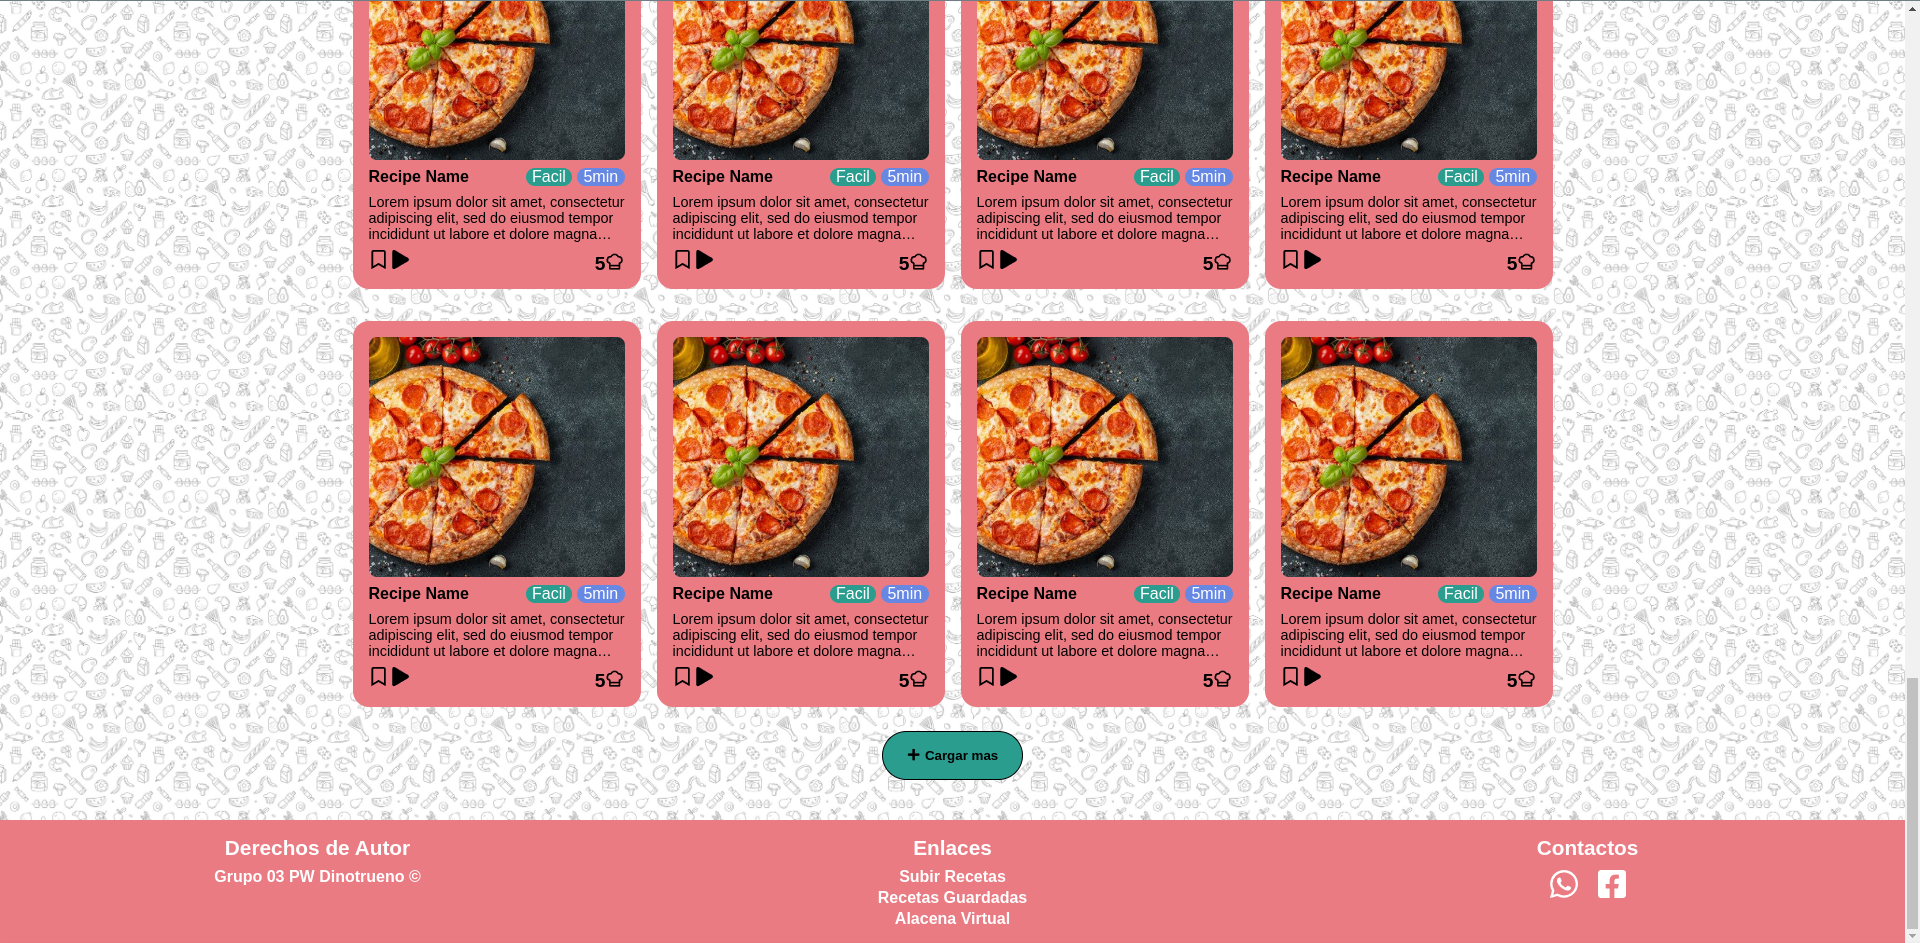 Recipe Name Facil 5min
Lorem ipsum dolor sit amet, consectetur
adipiscing elit, sed do eiusmod tempor
incididunt ut labore et dolore magna…
5
Recipe Name Facil 5min
Lorem ipsum dolor sit amet, consectetur
adipiscing elit, sed do eiusmod tempor
incididunt ut labore et dolore magna…
5
Recipe Name Facil 5min
Lorem ipsum dolor sit amet, consectetur
adipiscing elit, sed do eiusmod tempor
incididunt ut labore et dolore magna…
5
Recipe Name Facil 5min
Lorem ipsum dolor sit amet, consectetur
adipiscing elit, sed do eiusmod tempor
incididunt ut labore et dolore magna…
5
Recipe Name Facil 5min
Lorem ipsum dolor sit amet, consectetur
adipiscing elit, sed do eiusmod tempor
incididunt ut labore et dolore magna…
5
Recipe Name Facil 5min
Lorem ipsum dolor sit amet, consectetur
adipiscing elit, sed do eiusmod tempor
incididunt ut labore et dolore magna…
5
Recipe Name Facil 5min
Lorem ipsum dolor sit amet, consectetur
adipiscing elit, sed do eiusmod tempor
incididunt ut labore et dolore magna…
5
Recipe Name Facil 5min
Lorem ipsum dolor sit amet, consectetur
adipiscing elit, sed do eiusmod tempor
incididunt ut labore et dolore magna…
5
Cargar mas
Derechos de Autor
Grupo 03 PW Dinotrueno ©
Enlaces
Subir Recetas
Recetas Guardadas
Alacena Virtual
Contactos